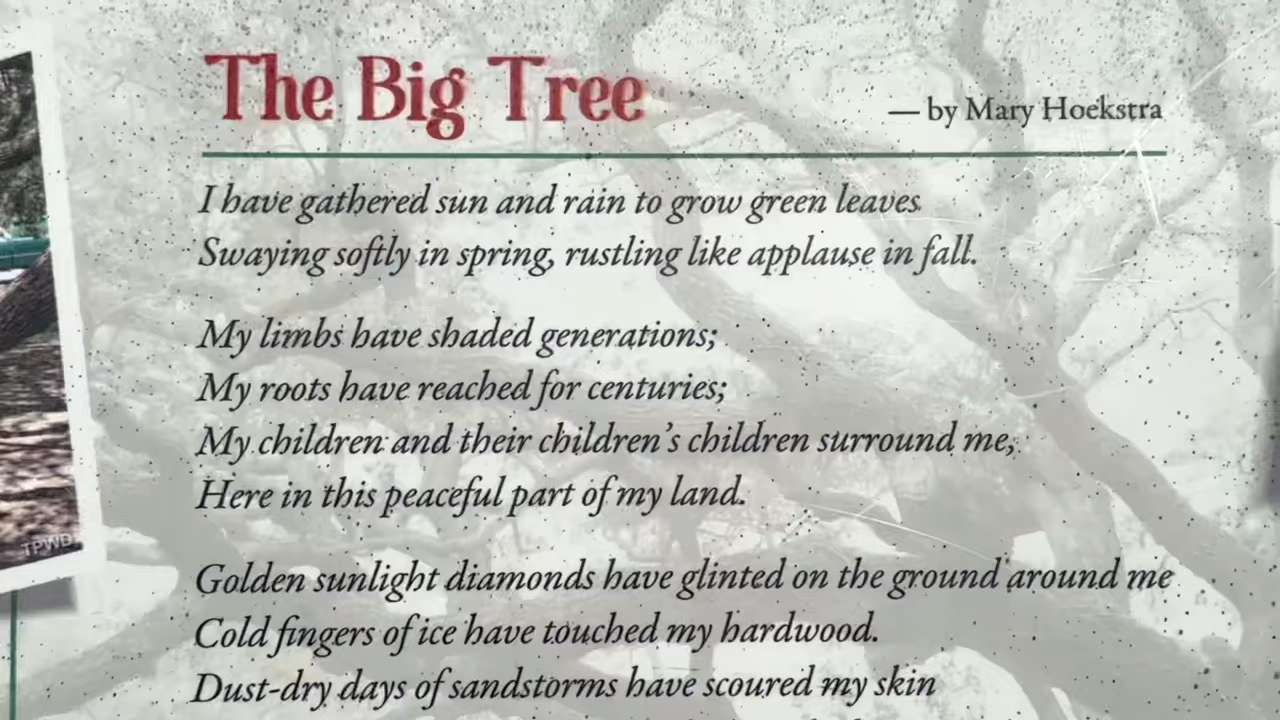 The Big Tree
— by Mary Hoekstra
I have gathered sun and rain to grow green leaves
Swaying softly in spring, rustling like applause in fall.
My limbs have shaded generations;
My roots have reached for centuries;
My children and their children's children surround me,
Here in this peaceful part of my land.
Golden sunlight diamonds have glinted on the ground around me
Cold fingers of ice have touched my hardwood.
Dust-dry days of sandstorms have scoured my skin
TPWD